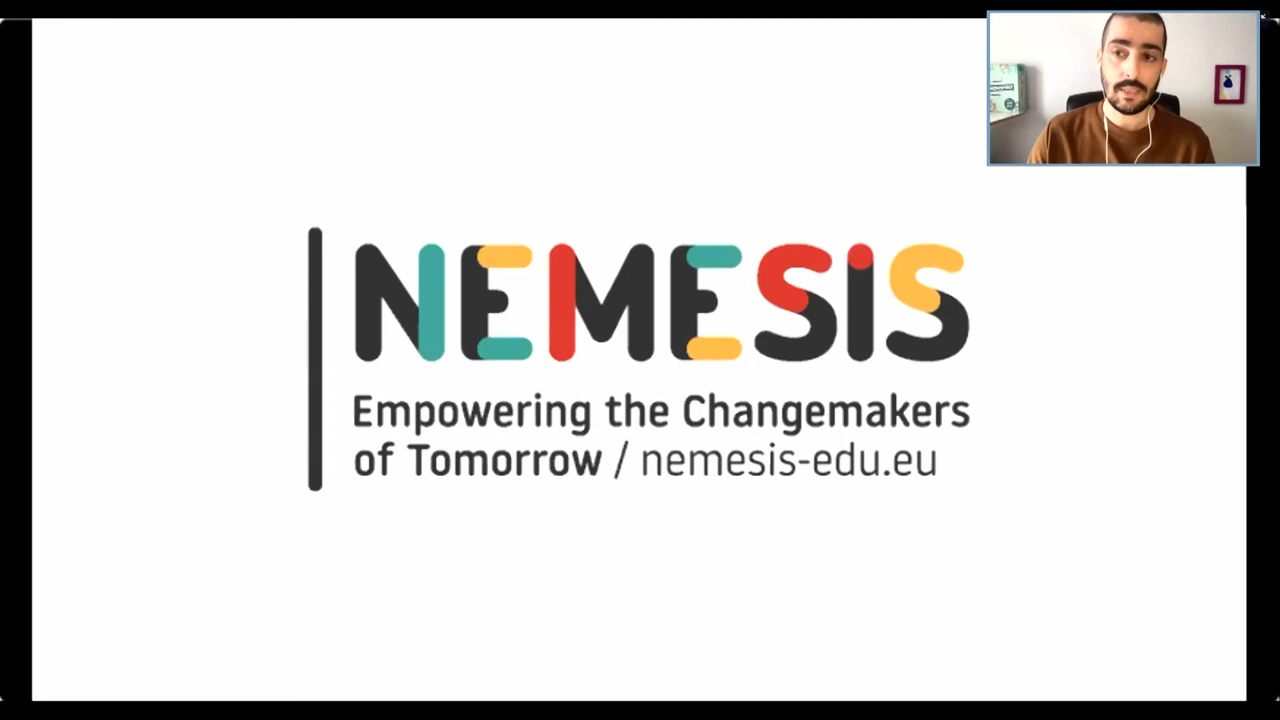 NEMESIS
Empowering the Changemakers
of Tomorrow / nemesis-edu.eu